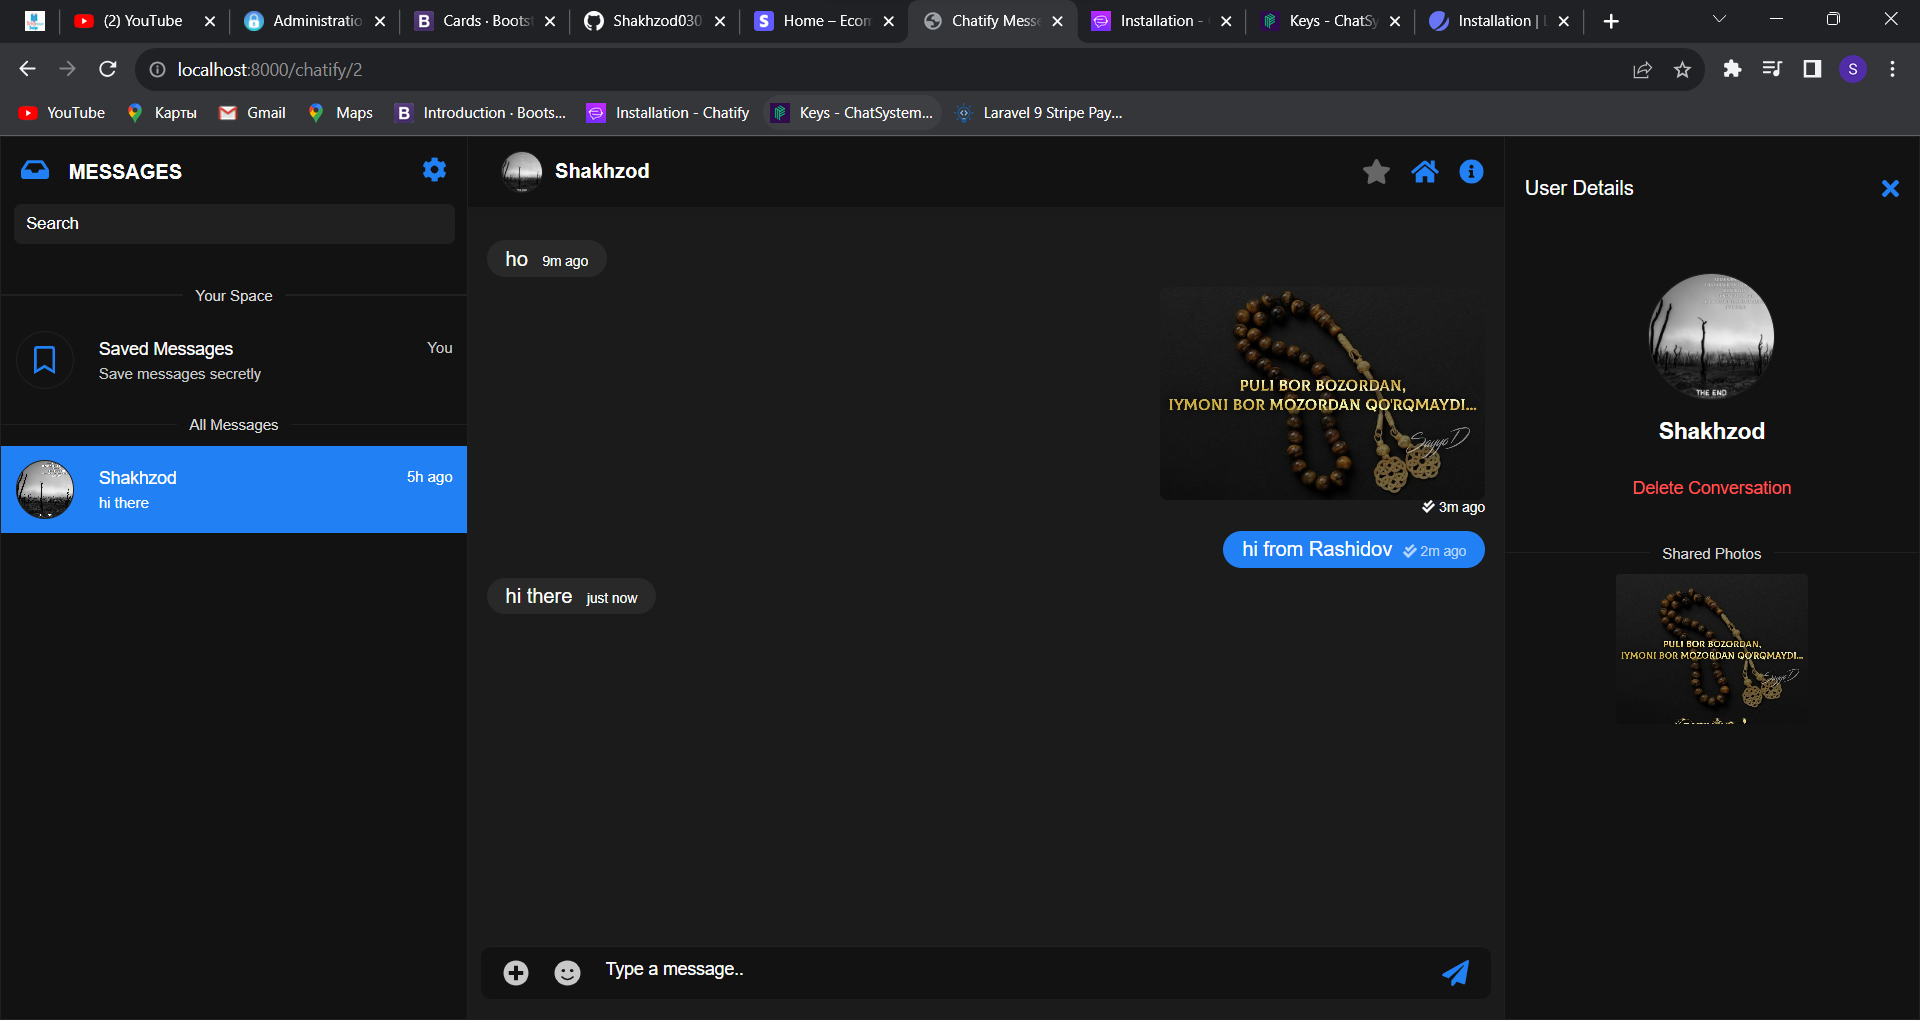 (2) YouTube
Administratio
B Cards · Boots
Shakhzod030
S Home – Econ
Chatify Messe
Installation -
Keys - ChatSy
Installation | L
localhost:8000/chatify/2
S
YouTube
Карты
Gmail
Maps
B Introduction · Boots...
Installation - Chatify
Keys - ChatSystem...
Laravel 9 Stripe Pay...
MESSAGES
Search
Your Space
Saved Messages You
Save messages secretly
All Messages
Shakhzod 5h ago
hi there
Shakhzod
ho 9m ago
PULI BOR BOZORDAN,
IYMONI BOR MOZORDAN QO'RQMAYDI...
Sayyo D
3m ago
hi from Rashidov 2m ago
hi there just now
Type a message..
User Details
THE END
Shakhzod
Delete Conversation
Shared Photos
PULI BOR BOZORDAN,
IYMONI BOR MOZORDAN QO'RQMAYDI...
Sayyo D